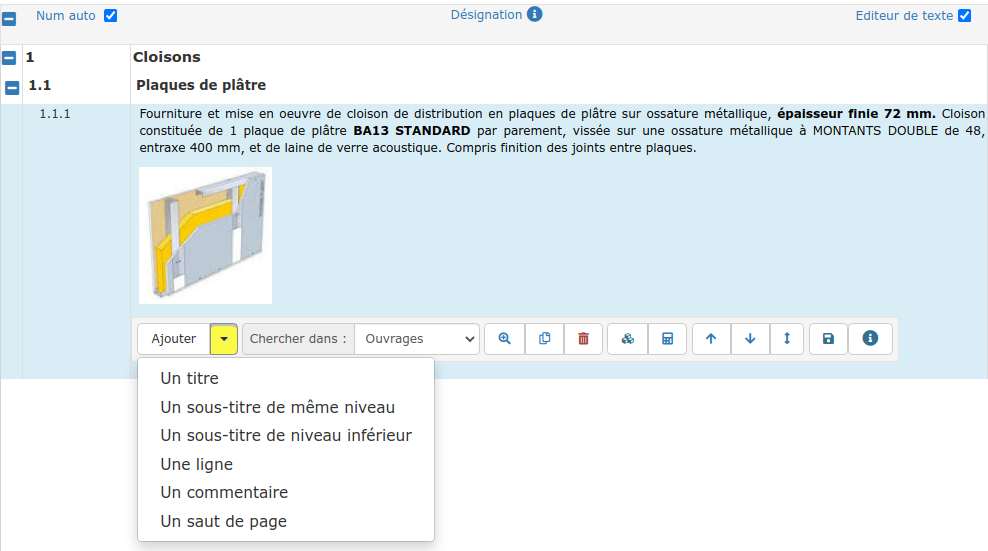 Num auto
Désignation
Editeur de texte
1 Cloisons
1.1 Plaques de plâtre
1.1.1 Fourniture et mise en oeuvre de cloison de distribution en plaques de plâtre sur ossature métallique, épaisseur finie 72 mm. Cloison
constituée de 1 plaque de plâtre BA13 STANDARD par parement, vissée sur une ossature métallique à MONTANTS DOUBLE de 48,
entraxe 400 mm, et de laine de verre acoustique. Compris finition des joints entre plaques.
Ajouter
Chercher dans :
Ouvrages
Un titre
Un sous-titre de même niveau
Un sous-titre de niveau inférieur
Une ligne
Un commentaire
Un saut de page